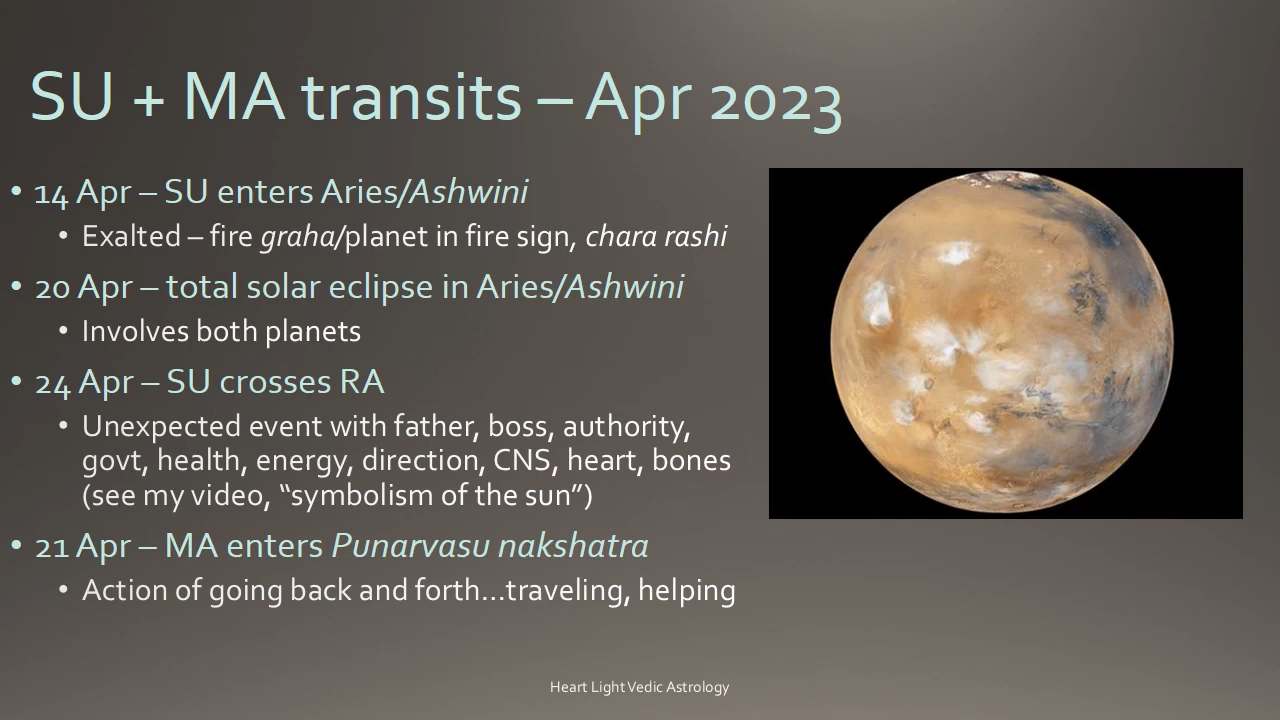 SU + MA transits – Apr 2023
• 14 Apr – SU enters Aries/Ashwini
• Exalted – fire graha/planet in fire sign, chara rashi
• 20 Apr – total solar eclipse in Aries/Ashwini
• Involves both planets
• 24 Apr – SU crosses RA
• Unexpected event with father, boss, authority,
govt, health, energy, direction, CNS, heart, bones
(see my video, “symbolism of the sun”)
• 21 Apr – MA enters Punarvasu nakshatra
• Action of going back and forth…traveling, helping
Heart Light Vedic Astrology